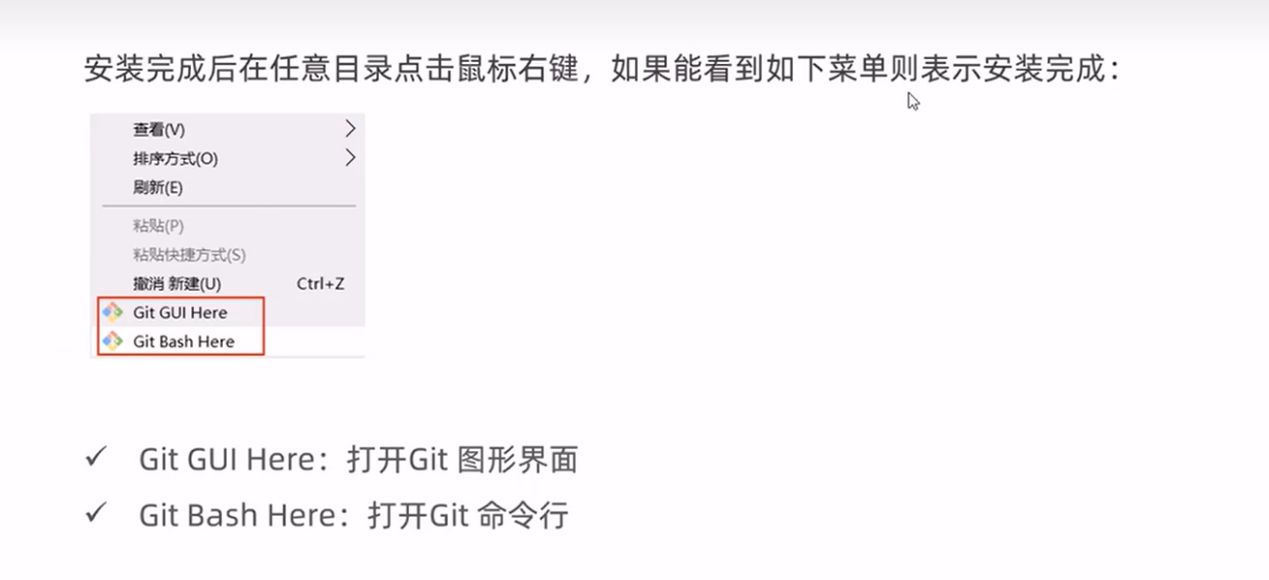 安装完成后在任意目录点击鼠标右键，如果能看到如下菜单则表示安装完成：
查看(V)
排序方式(O)
刷新(E)
粘贴(P)
粘贴快捷方式(S)
撤消 新建(U) Ctrl+Z
Git GUI Here
Git Bash Here
Git GUI Here：打开Git 图形界面
Git Bash Here：打开Git 命令行